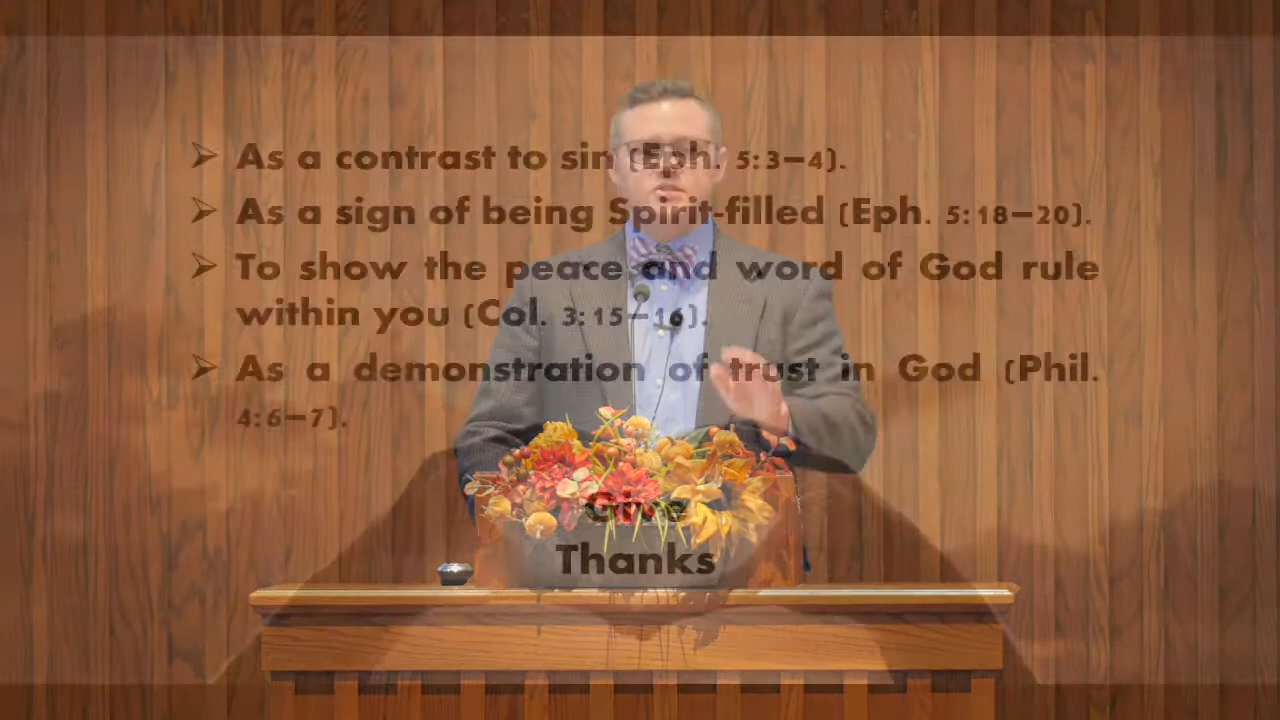 ➢ As a contrast to sin (Eph. 5:3–4).
➢ As a sign of being Spirit-filled (Eph. 5:18–20).
➢ To show the peace and word of God rule
within you (Col. 3:15–16).
➢ As a demonstration of trust in God (Phil.
4:6–7).
Give
Thanks